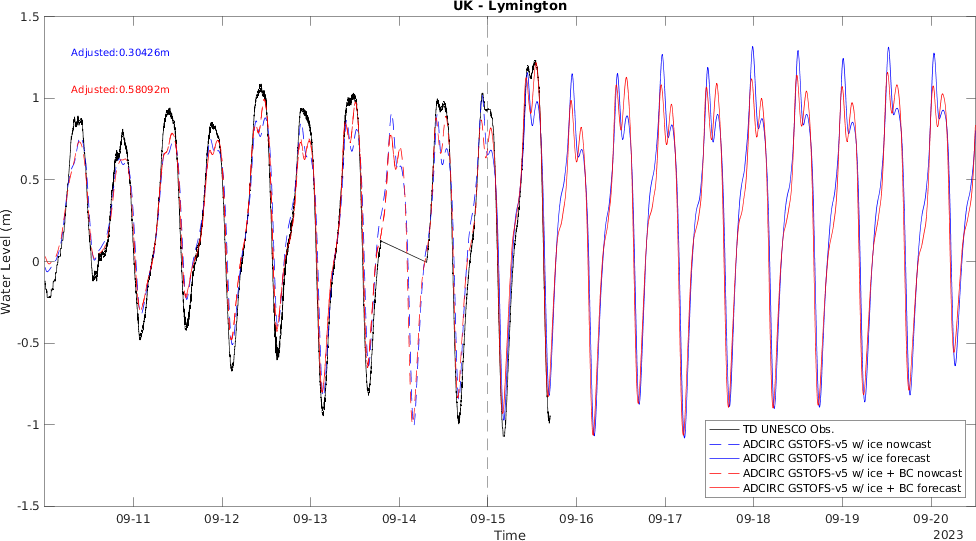 UK - Lymington
Adjusted:0.30426m
Adjusted:0.58092m
Water Level (m)
1.5
1
0.5
0
-0.5
-1
-1.5
09-11 09-12 09-13 09-14 09-15 09-16 09-17 09-18 09-19 09-20
Time
2023
TD UNESCO Obs.
ADCIRC GSTOFS-v5 w/ ice nowcast
ADCIRC GSTOFS-v5 w/ ice forecast
ADCIRC GSTOFS-v5 w/ ice + BC nowcast
ADCIRC GSTOFS-v5 w/ ice + BC forecast